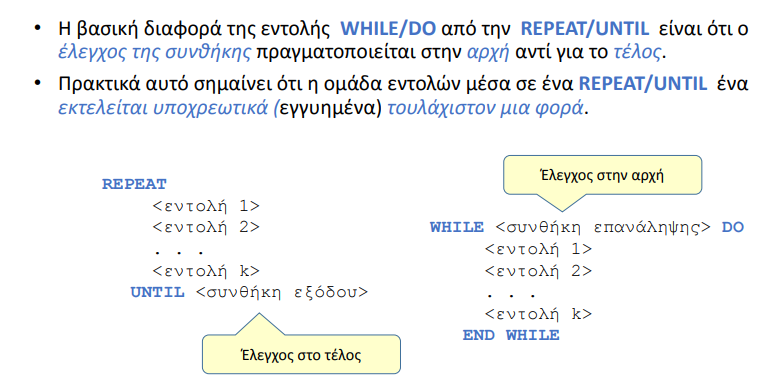 • Η βασική διαφορά της εντολής WHILE/DO από την REPEAT/UNTIL είναι ότι ο
έλεγχος της συνθήκης πραγματοποιείται στην αρχή αντί για το τέλος.
• Πρακτικά αυτό σημαίνει ότι η ομάδα εντολών μέσα σε ένα REPEAT/UNTIL ένα
εκτελείται υποχρεωτικά (εγγυημένα) τουλάχιστον μια φορά.
REPEAT
<εντολή 1>
<εντολή 2>
. . .
<εντολή k>
UNTIL <συνθήκη εξόδου>
Έλεγχος στο τέλος
Έλεγχος στην αρχή
WHILE <συνθήκη επανάληψης> DO
<εντολή 1>
<εντολή 2>
. . .
<εντολή k>
END WHILE